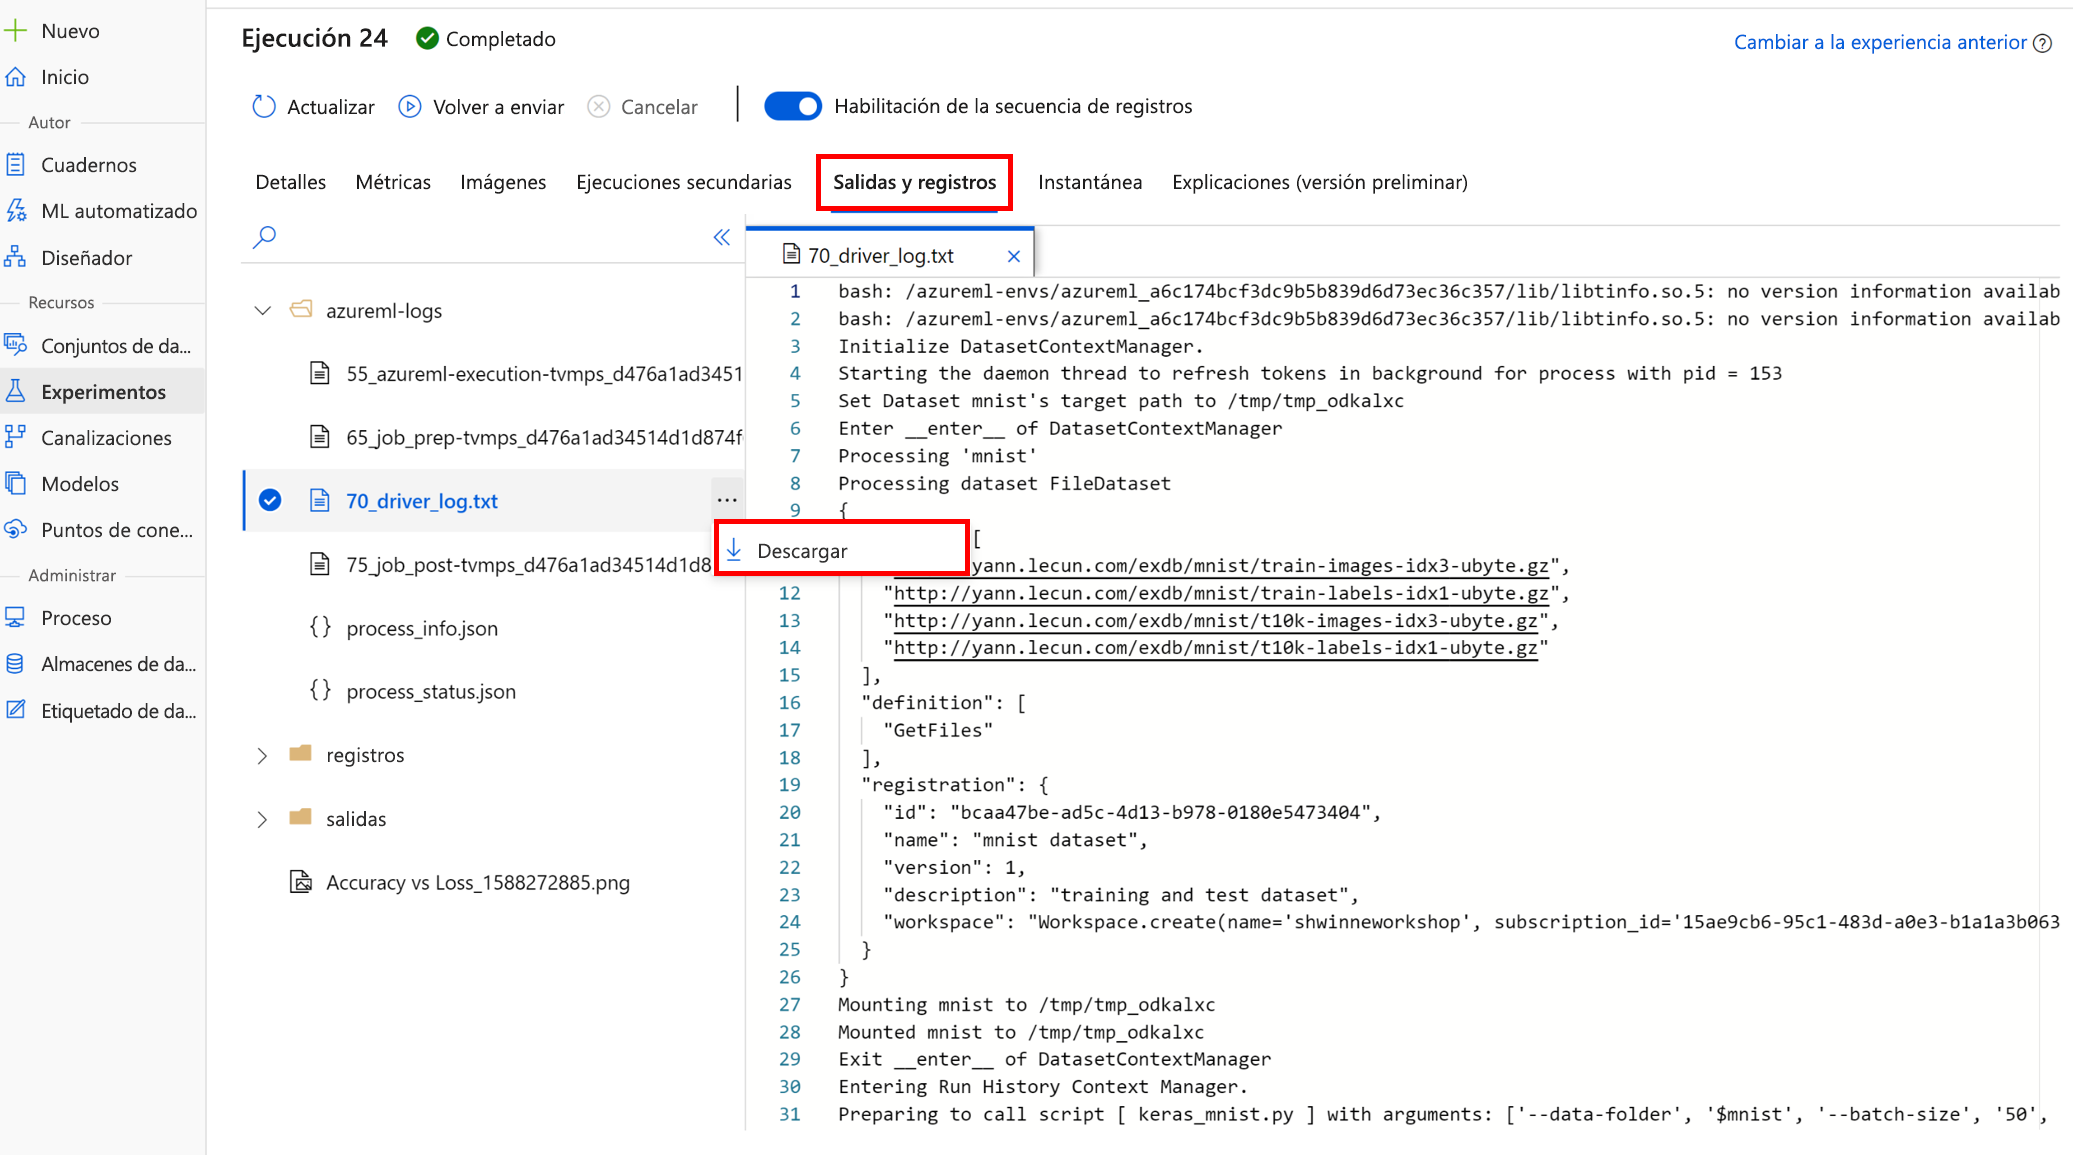 Nuevo
Inicio
Autor
Cuadernos
ML automatizado
Diseñador
Recursos
Conjuntos de da...
Experimentos
Canalizaciones
Modelos
Puntos de cone...
Administrar
Proceso
Almacenes de da...
Etiquetado de da...
Ejecución 24 Completado
Cambiar a la experiencia anterior ?
Actualizar Volver a enviar Cancelar Habilitación de la secuencia de registros
Detalles Métricas Imágenes Ejecuciones secundarias Salidas y registros Instantánea Explicaciones (versión preliminar)
azureml-logs
55_azureml-execution-tvmps_d476a1ad3451
65_job_prep-tvmps_d476a1ad34514d1d874f
70_driver_log.txt ...
Descargar
75_job_post-tvmps_d476a1ad34514d1d8
{} process_info.json
{} process_status.json
registros
salidas
Accuracy vs Loss_1588272885.png
70_driver_log.txt
1 bash: /azureml-envs/azureml_a6c174bcf3dc9b5b839d6d73ec36c357/lib/libtinfo.so.5: no version information availab
2 bash: /azureml-envs/azureml_a6c174bcf3dc9b5b839d6d73ec36c357/lib/libtinfo.so.5: no version information availab
3 Initialize DatasetContextManager.
4 Starting the daemon thread to refresh tokens in background for process with pid = 153
5 Set Dataset mnist's target path to /tmp/tmp_odkalxc
6 Enter __enter__ of DatasetContextManager
7 Processing 'mnist'
8 Processing dataset FileDataset
9 {
[
yann.lecun.com/exdb/mnist/train-images-idx3-ubyte.gz",
12 "http://yann.lecun.com/exdb/mnist/train-labels-idx1-ubyte.gz",
13 "http://yann.lecun.com/exdb/mnist/t10k-images-idx3-ubyte.gz",
14 "http://yann.lecun.com/exdb/mnist/t10k-labels-idx1-ubyte.gz"
15 ],
16 "definition": [
17 "GetFiles"
18 ],
19 "registration": {
20 "id": "bcaa47be-ad5c-4d13-b978-0180e5473404",
21 "name": "mnist dataset",
22 "version": 1,
23 "description": "training and test dataset",
24 "workspace": "Workspace.create(name='shwinneworkshop', subscription_id='15ae9cb6-95c1-483d-a0e3-b1a1a3b063
25 }
26 }
27 Mounting mnist to /tmp/tmp_odkalxc
28 Mounted mnist to /tmp/tmp_odkalxc
29 Exit __enter__ of DatasetContextManager
30 Entering Run History Context Manager.
31 Preparing to call script [ keras_mnist.py ] with arguments: ['--data-folder', '$mnist', '--batch-size', '50',